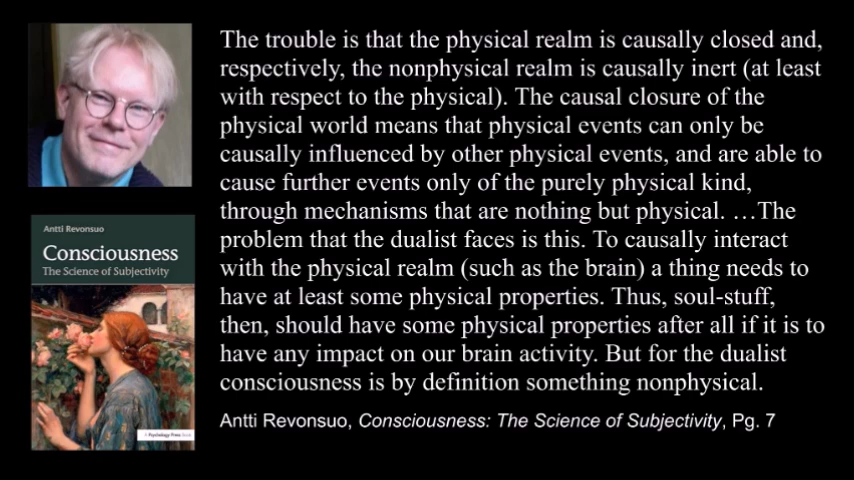 The trouble is that the physical realm is causally closed and,
respectively, the nonphysical realm is causally inert (at least
with respect to the physical). The causal closure of the
physical world means that physical events can only be
causally influenced by other physical events, and are able to
cause further events only of the purely physical kind,
through mechanisms that are nothing but physical. …The
problem that the dualist faces is this. To causally interact
with the physical realm (such as the brain) a thing needs to
have at least some physical properties. Thus, soul-stuff,
then, should have some physical properties after all if it is to
have any impact on our brain activity. But for the dualist
consciousness is by definition something nonphysical.
Antti Revonsuo, Consciousness: The Science of Subjectivity, Pg. 7
Antti Revonsuo
Consciousness
The Science of Subjectivity
A Psychology Press Book